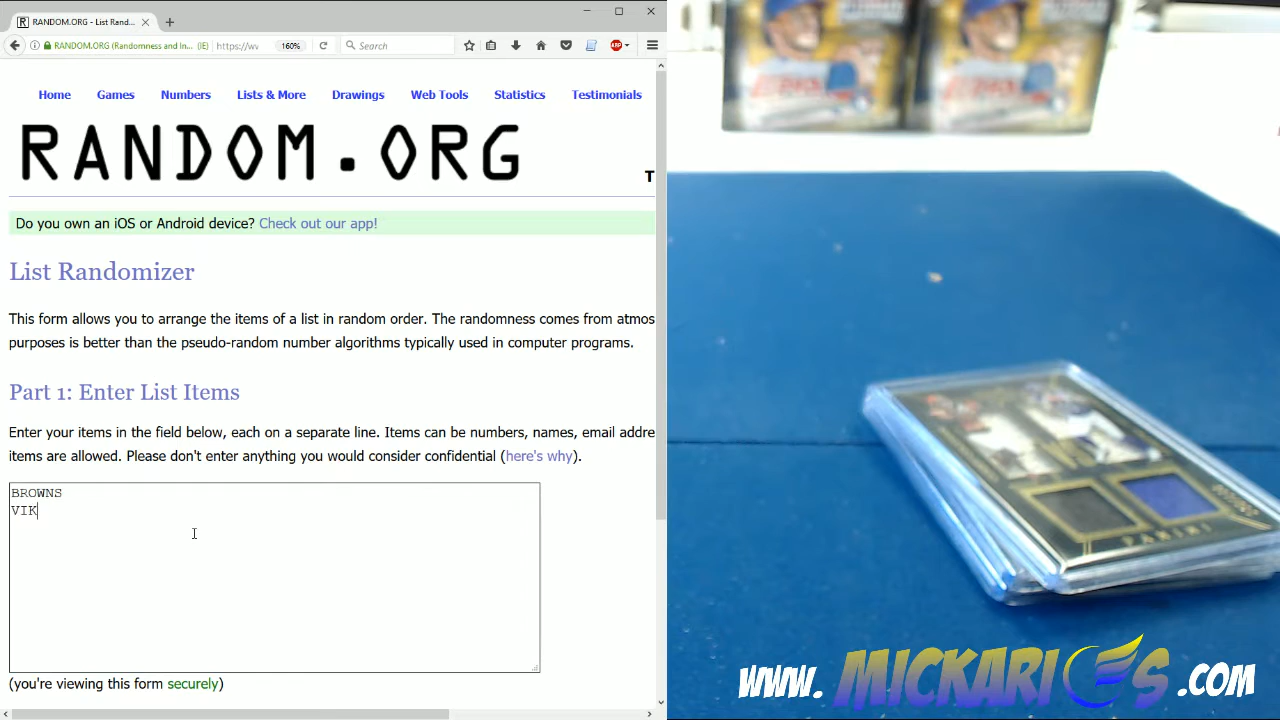 RANDOM.ORG - List Rand...
RANDOM.ORG (Randomness and In... (IE)
https://wv
160%
Search
ABP
Home Games Numbers Lists & More Drawings Web Tools Statistics Testimonials
RANDOM.ORG
T
Do you own an iOS or Android device? Check out our app!
List Randomizer
This form allows you to arrange the items of a list in random order. The randomness comes from atmos
purposes is better than the pseudo-random number algorithms typically used in computer programs.
Part 1: Enter List Items
Enter your items in the field below, each on a separate line. Items can be numbers, names, email addre
items are allowed. Please don't enter anything you would consider confidential (here's why).
BROWNS
VIK
(you're viewing this form securely)
PANINI
www.MICKARIES.com